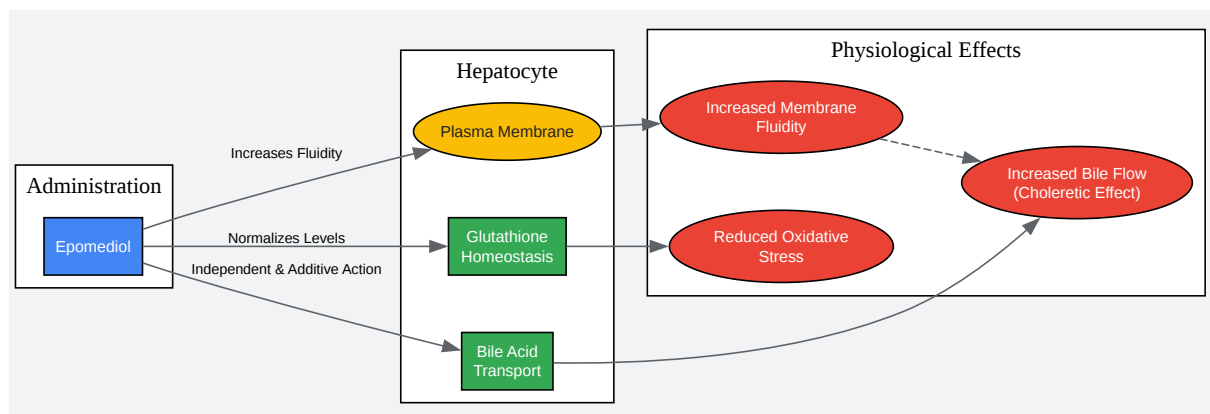 Administration
Epomediol
Increases Fluidity
Normalizes Levels
Independent & Additive Action
Hepatocyte
Plasma Membrane
Glutathione
Homeostasis
Bile Acid
Transport
Physiological Effects
Increased Membrane
Fluidity
Reduced Oxidative
Stress
Increased Bile Flow
(Choleretic Effect)